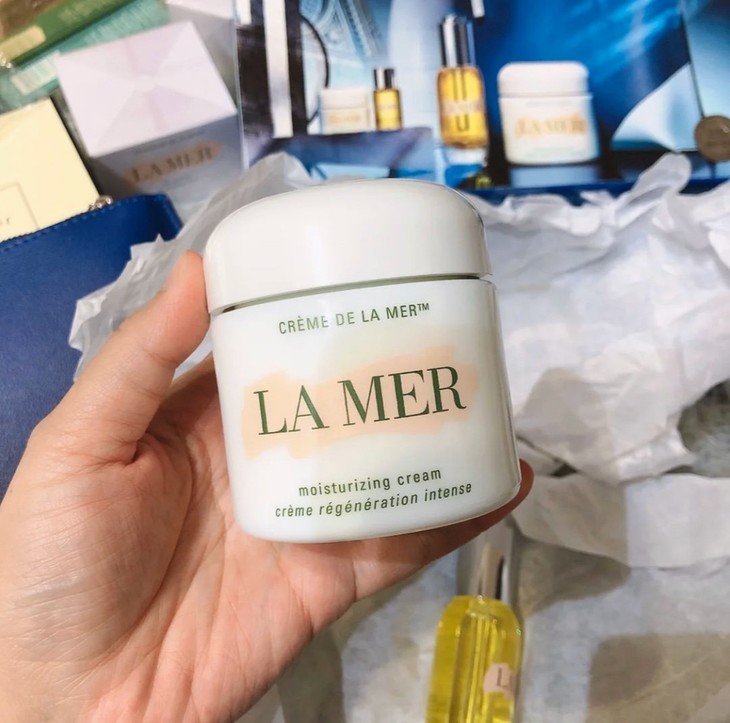 LA MER
LA MER
CRÈME DE LA MER™
LA MER
moisturizing cream
crème régénération intense